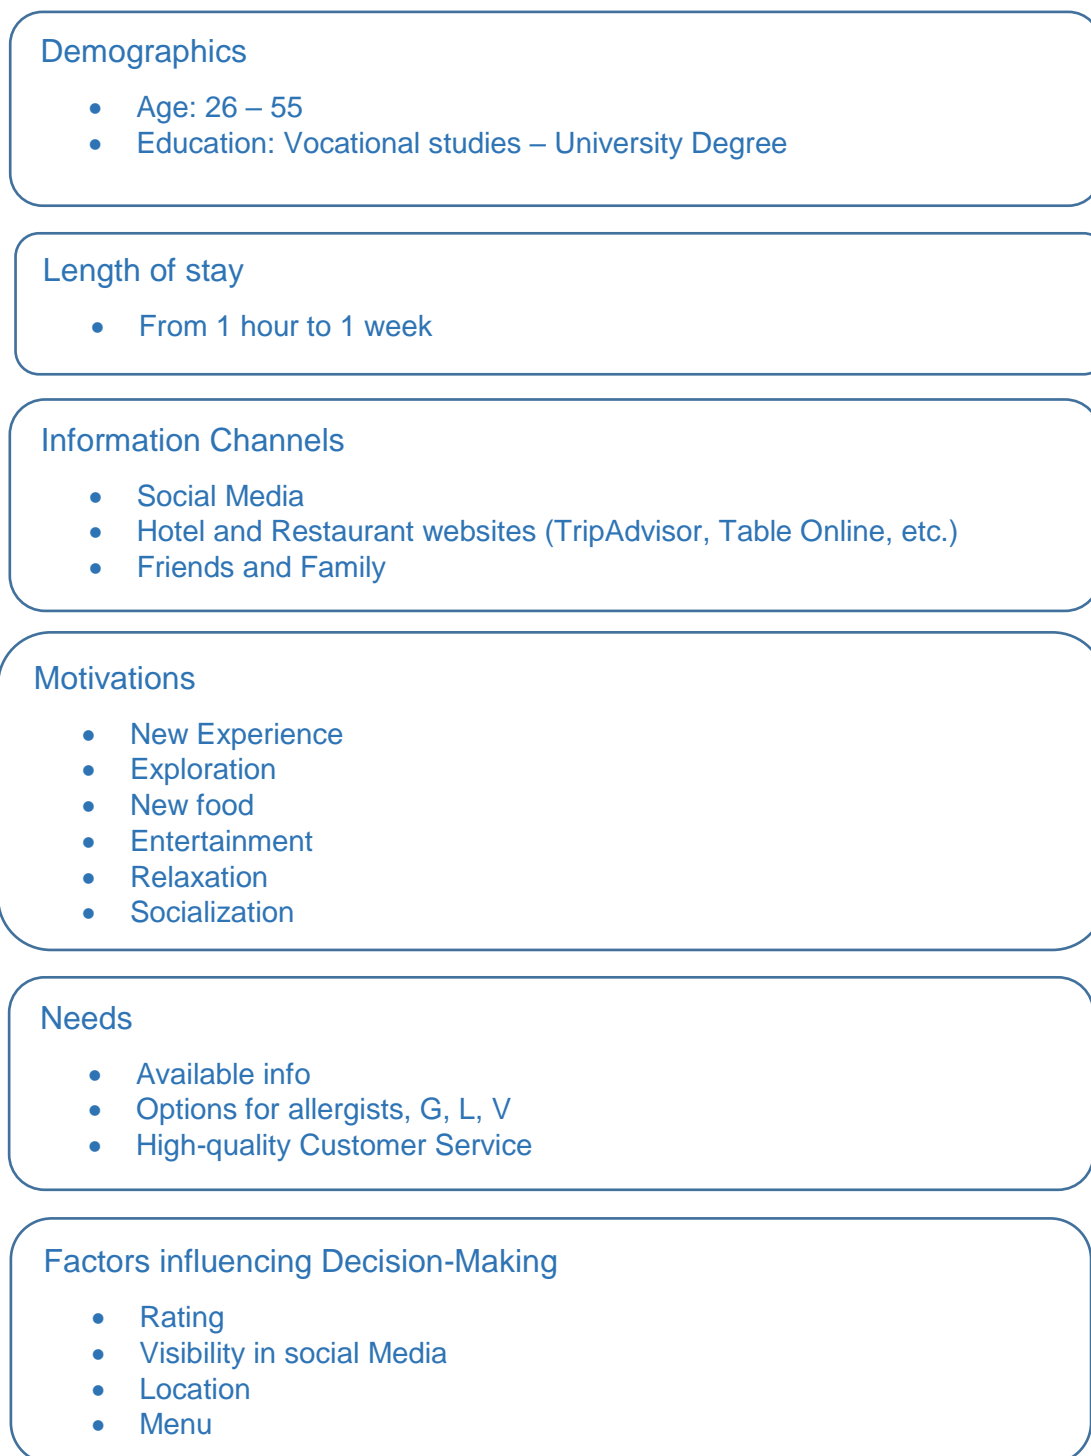 Demographics
• Age: 26 – 55
• Education: Vocational studies – University Degree
Length of stay
• From 1 hour to 1 week
Information Channels
• Social Media
• Hotel and Restaurant websites (TripAdvisor, Table Online, etc.)
• Friends and Family
Motivations
• New Experience
• Exploration
• New food
• Entertainment
• Relaxation
• Socialization
Needs
• Available info
• Options for allergists, G, L, V
• High-quality Customer Service
Factors influencing Decision-Making
• Rating
• Visibility in social Media
• Location
• Menu